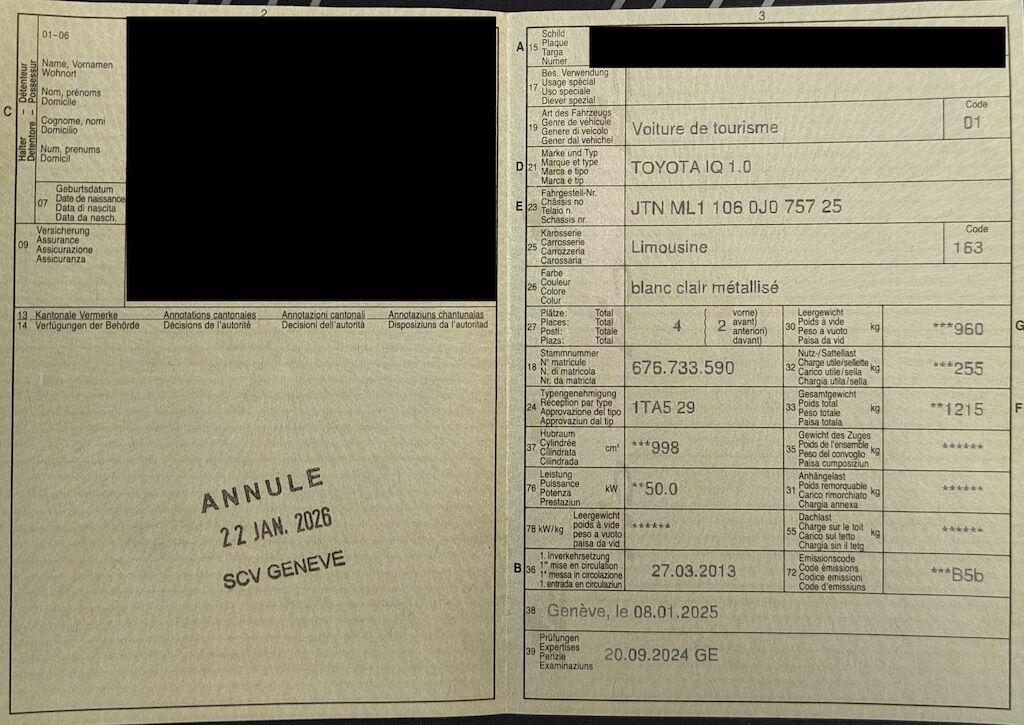 2
01-06
Name, Vornamen
Wohnort
Nom, prénoms
Domicile
Cognome, nomi
Domicilio
Num, prenums
Domicil
C
Halter – Détenteur
Detentore – Possessur
07
Geburtsdatum
Date de naissance
Data di nascita
Data da nasch.
09
Versicherung
Assurance
Assicurazione
Assicuranza
13 Kantonale Vermerke Annotations cantonales Annotazioni cantonali Annotaziuns chantunalas
14 Verfügungen der Behörde Décisions de l'autorité Decisioni dell'autorità Disposiziuns da l'autoritad
ANNULE
22 JAN. 2026
SCV GENEVE
3
A 15
Schild
Plaque
Targa
Numer
17
Bes. Verwendung
Usage spécial
Uso speciale
Diever spezial
19
Art des Fahrzeugs
Genre de véhicule
Genere di veicolo
Gener dal vichel
Voiture de tourisme
Code
01
D 21
Marke und Typ
Marque et type
Marca e tipo
Marca e tip
TOYOTA IQ 1.0
E 23
Fahrgestell-Nr.
Châssis no
Telaio n.
Schassis nr.
JTN ML1 106 0J0 757 25
25
Karosserie
Carrosserie
Carrozzeria
Carossaria
Limousine
Code
163
26
Farbe
Couleur
Colore
Colur
blanc clair métallisé
27
Plätze: Total
Places: Total
Posti: Totale
Plazs: Total
4
2
vorne)
avant)
anteriori)
davant)
30
Leergewicht
Poids à vide
Peso a vuoto
Paisa da vid
kg
***960
G
18
Stammnummer
N° matricule
N. di matricola
Nr. da matricla
676.733.590
32
Nutz-/Sattellast
Charge utile/sellette
Carico utile/sella
Chargia utila/sella
kg
***255
24
Typengenehmigung
Réception par type
Approvazione del tipo
Approvaziun dal tip
1TA5 29
33
Gesamtgewicht
Poids total
Peso totale
Paisa totala
kg
**1215
F
37
Hubraum
Cylindrée
Cilindrata
Cilindrada
cm³
***998
35
Gewicht des Zuges
Poids de l'ensemble
Peso del convoglio
Paisa cumposiziun
kg
******
76
Leistung
Puissance
Potenza
Prestaziun
kW
**50.0
31
Anhängelast
Poids remorquable
Carico rimorchiato
Chargia annexa
kg
******
78 kW/kg
Leergewicht
poids à vide
peso a vuoto
paisa da vid
******
55
Dachlast
Charge sur le toit
Carico sul tetto
Chargia sin il tetg
kg
******
B 36
1. Inverkehrsetzung
1re mise en circulation
1a messa in circolazione
1. entrada en circulaziun
27.03.2013
72
Emissionscode
Code émissions
Codice emissioni
Code d'emissiuns
***B5b
38
Genève, le 08.01.2025
39
Prüfungen
Expertises
Perizie
Examinaziuns
20.09.2024 GE